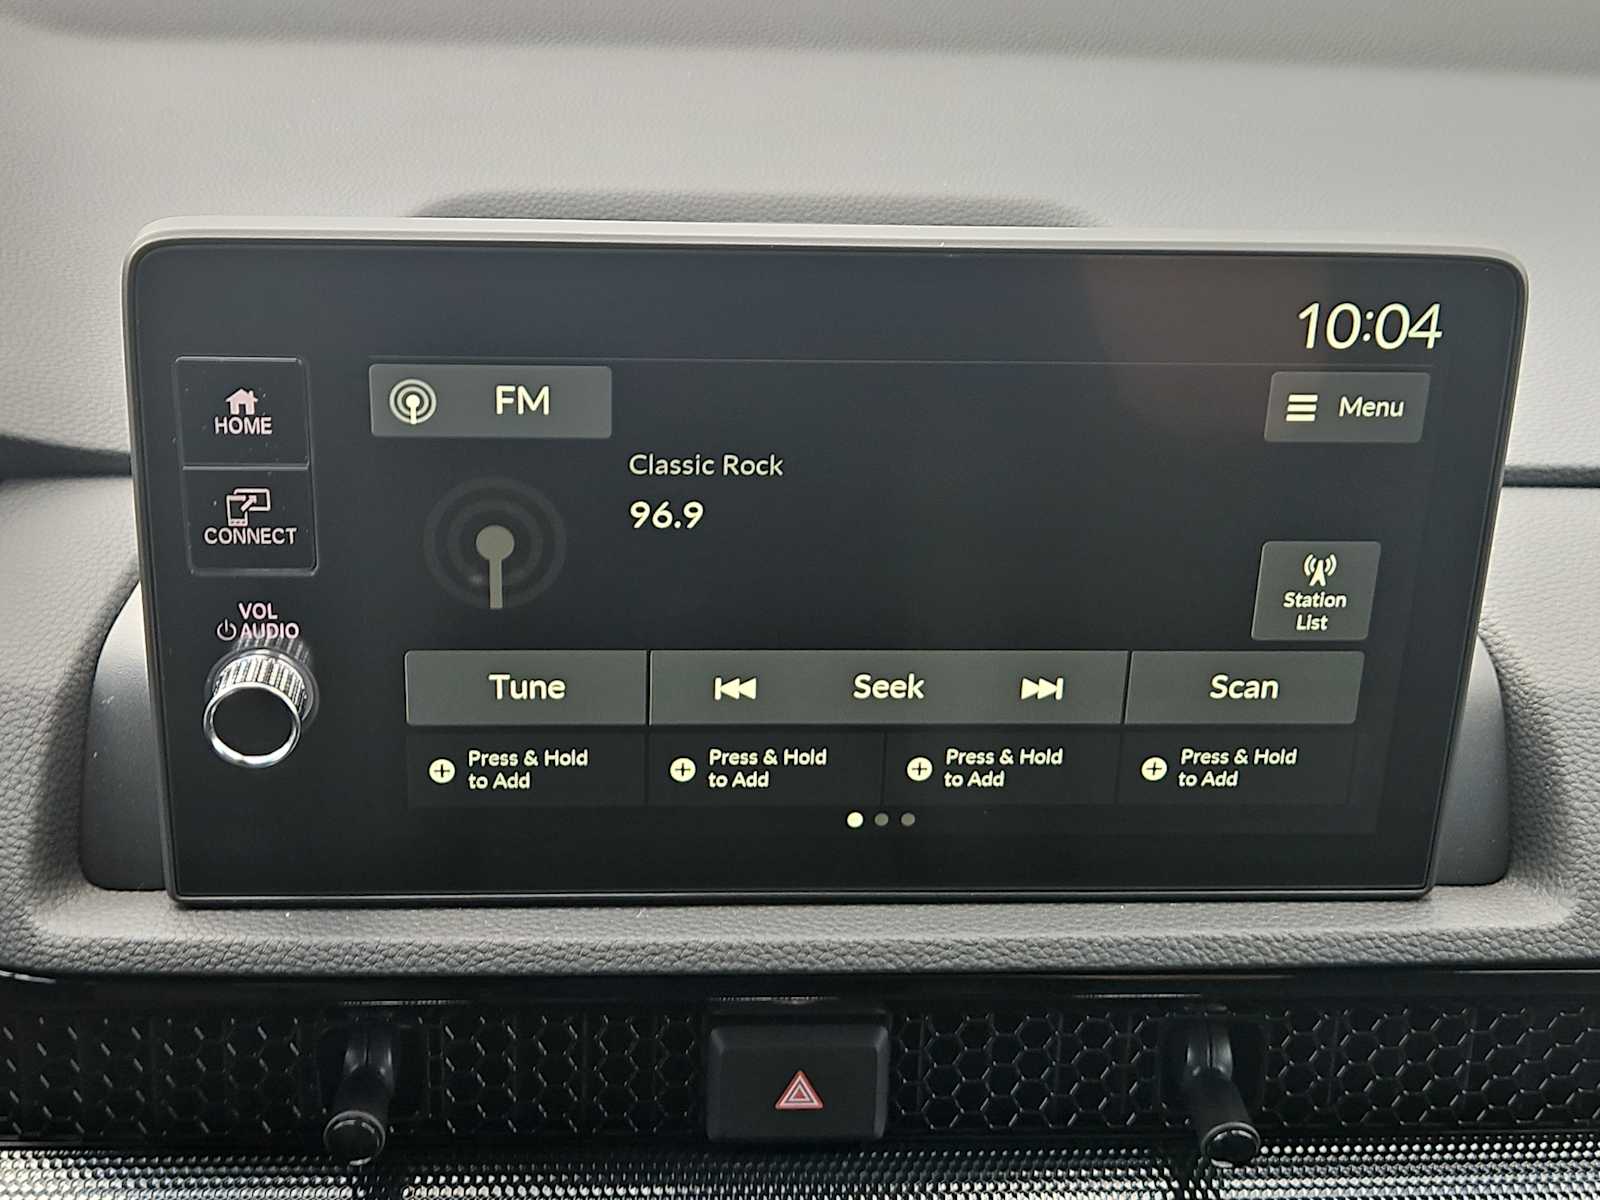 10:04
HOME
FM
Menu
Classic Rock
96.9
CONNECT
Station
List
VOL
AUDIO
Tune
Seek
Scan
Press & Hold
to Add
Press & Hold
to Add
Press & Hold
to Add
Press & Hold
to Add